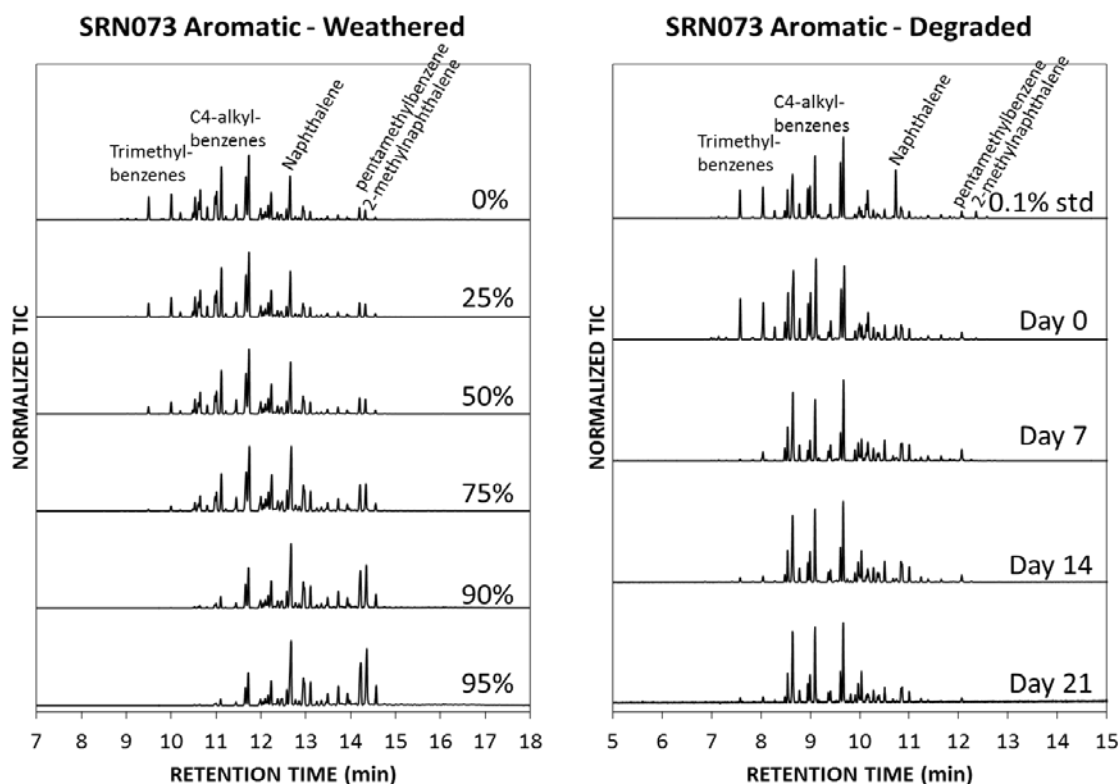 SRN073 Aromatic - Weathered
Trimethyl-
benzenes
C4-alkyl-
benzenes
Naphthalene
pentamethylbenzene
2-methylnaphthalene
0%
25%
50%
75%
90%
95%
NORMALIZED TIC
7 8 9 10 11 12 13 14 15 16 17 18
RETENTION TIME (min)
SRN073 Aromatic - Degraded
Trimethyl-
benzenes
C4-alkyl-
benzenes
Naphthalene
pentamethylbenzene
2-methylnaphthalene
0.1% std
Day 0
Day 7
Day 14
Day 21
NORMALIZED TIC
5 6 7 8 9 10 11 12 13 14 15
RETENTION TIME (min)